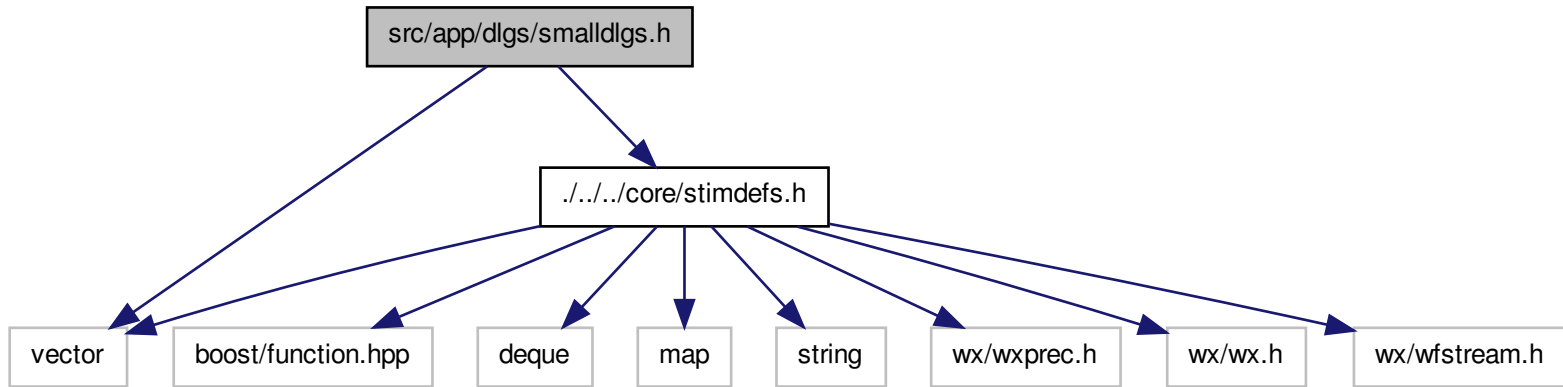 src/app/dlgs/smalldlgs.h
./../../core/stimdefs.h
vector
boost/function.hpp
deque
map
string
wx/wxprec.h
wx/wx.h
wx/wfstream.h